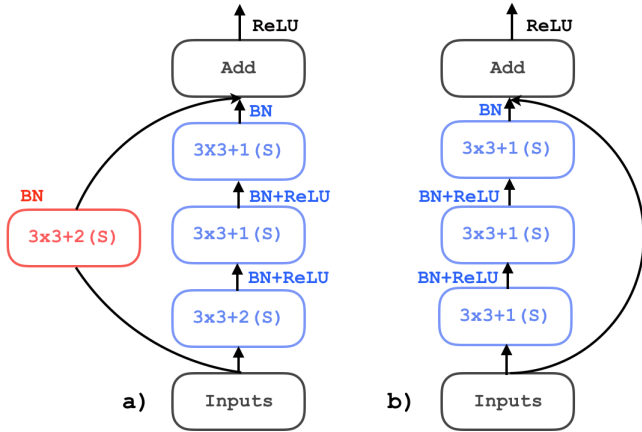 ReLU
Add
BN
3X3+1(S)
BN
BN+ReLU
3x3+2(S)
3x3+1(S)
BN+ReLU
3x3+2(S)
a)
Inputs
ReLU
Add
BN
3x3+1(S)
BN+ReLU
3x3+1(S)
BN+ReLU
3x3+1(S)
b)
Inputs